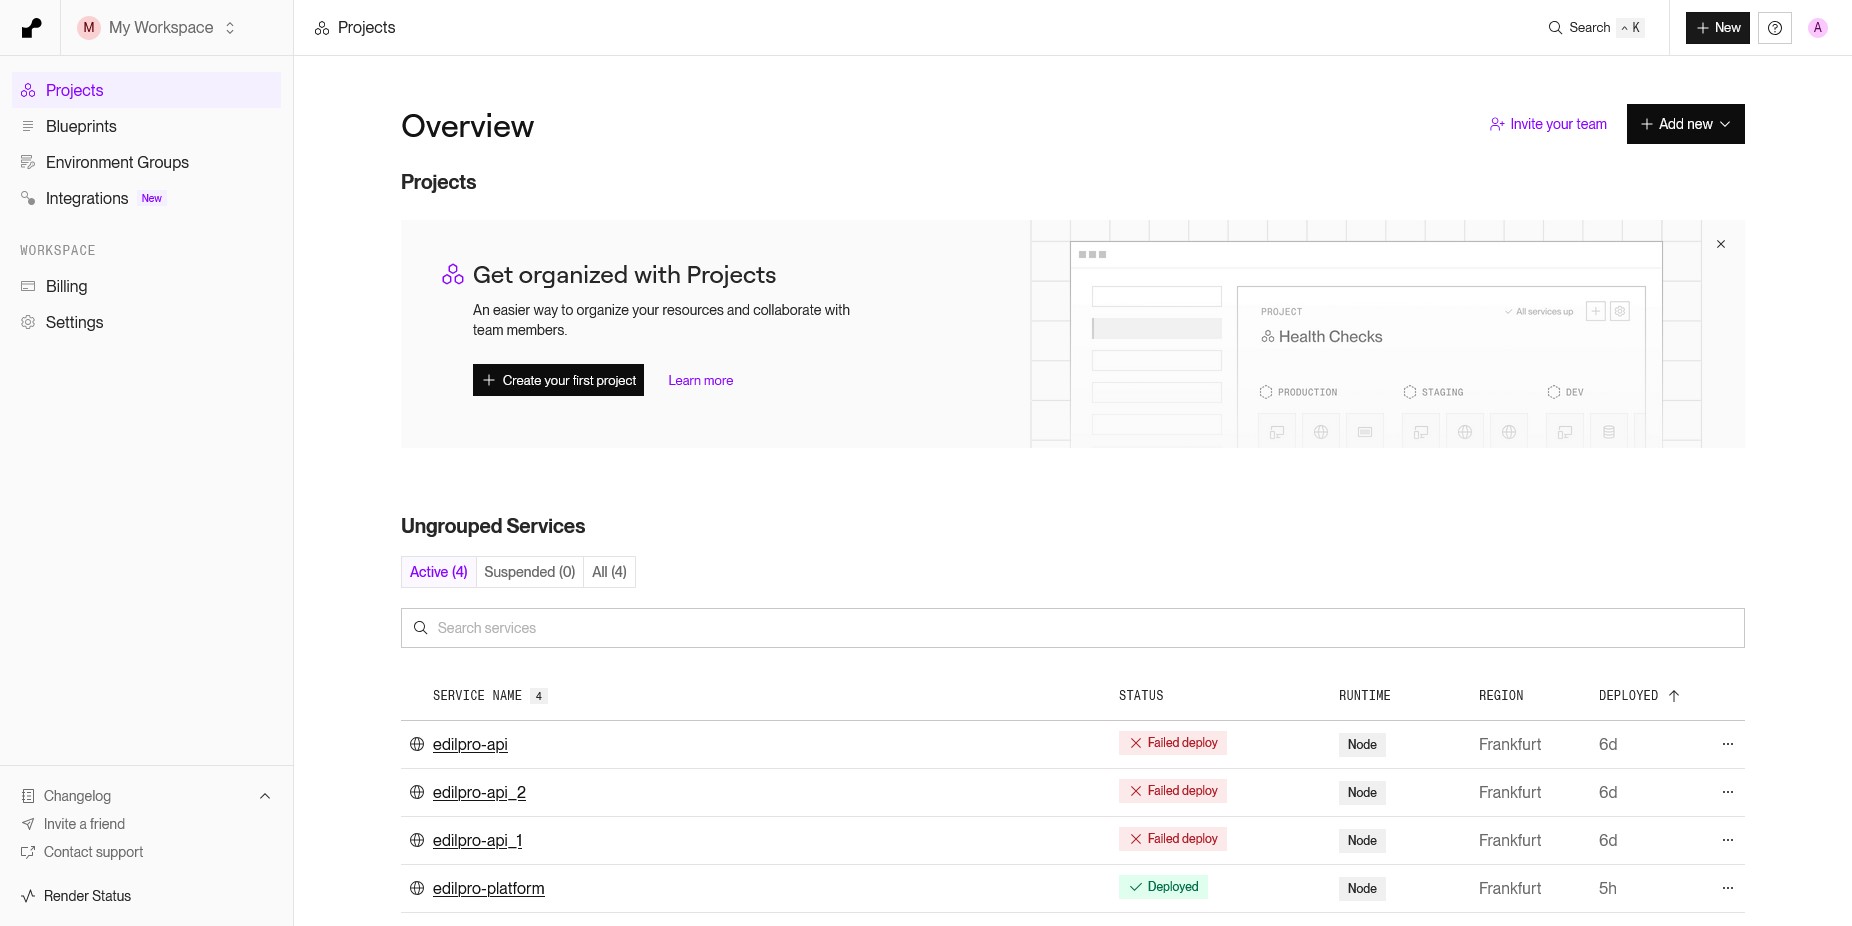 M My Workspace
Projects
Search ^ K
+ New
A
Projects
Blueprints
Environment Groups
Integrations New
WORKSPACE
Billing
Settings
Changelog
Invite a friend
Contact support
Render Status
Overview
Invite your team
+ Add new
Projects
Get organized with Projects
An easier way to organize your resources and collaborate with
team members.
+ Create your first project
Learn more
PROJECT
All services up
Health Checks
PRODUCTION STAGING DEV
Ungrouped Services
Active (4) Suspended (0) All (4)
Search services
SERVICE NAME 4 STATUS RUNTIME REGION DEPLOYED ↑
edilpro-api Failed deploy Node Frankfurt 6d ···
edilpro-api_2 Failed deploy Node Frankfurt 6d ···
edilpro-api_1 Failed deploy Node Frankfurt 6d ···
edilpro-platform Deployed Node Frankfurt 5h ···